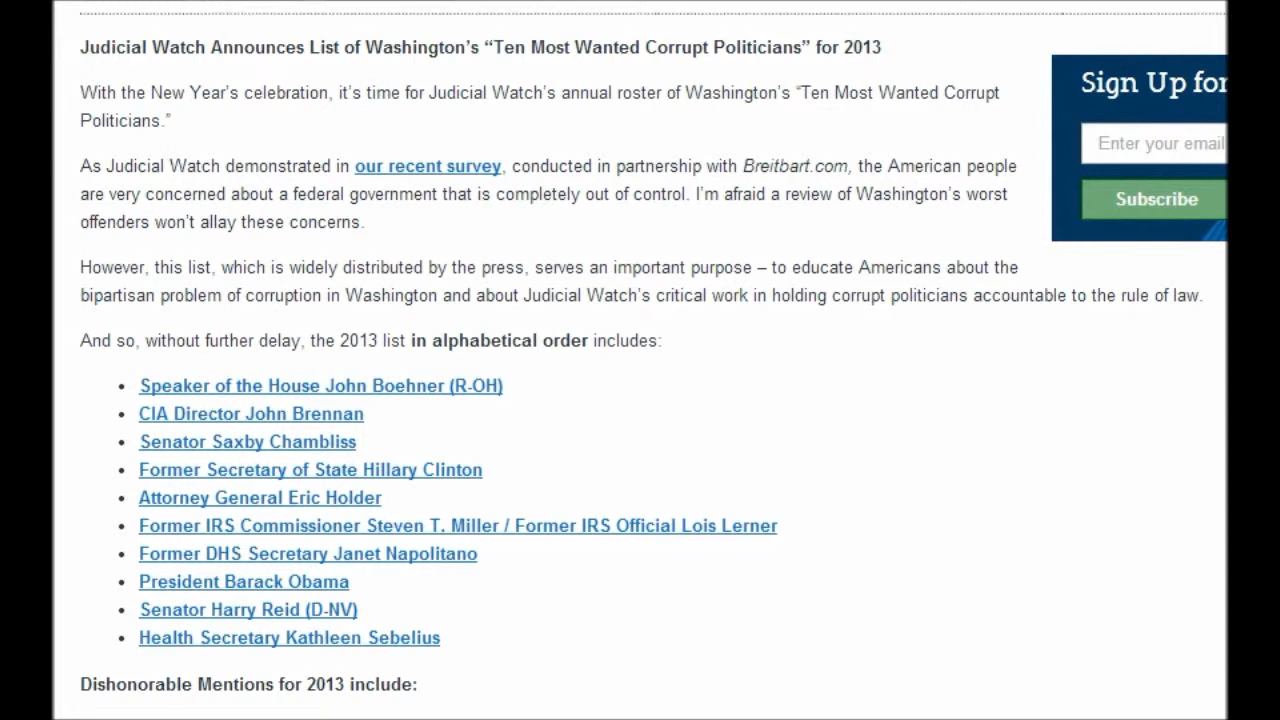 Judicial Watch Announces List of Washington’s “Ten Most Wanted Corrupt Politicians” for 2013
With the New Year’s celebration, it’s time for Judicial Watch’s annual roster of Washington’s “Ten Most Wanted Corrupt
Politicians.”
As Judicial Watch demonstrated in our recent survey, conducted in partnership with Breitbart.com, the American people
are very concerned about a federal government that is completely out of control. I’m afraid a review of Washington’s worst
offenders won’t allay these concerns.
However, this list, which is widely distributed by the press, serves an important purpose – to educate Americans about the
bipartisan problem of corruption in Washington and about Judicial Watch’s critical work in holding corrupt politicians accountable to the rule of law.
And so, without further delay, the 2013 list in alphabetical order includes:
• Speaker of the House John Boehner (R-OH)
• CIA Director John Brennan
• Senator Saxby Chambliss
• Former Secretary of State Hillary Clinton
• Attorney General Eric Holder
• Former IRS Commissioner Steven T. Miller / Former IRS Official Lois Lerner
• Former DHS Secretary Janet Napolitano
• President Barack Obama
• Senator Harry Reid (D-NV)
• Health Secretary Kathleen Sebelius
Dishonorable Mentions for 2013 include:
Sign Up for
Enter your email
Subscribe